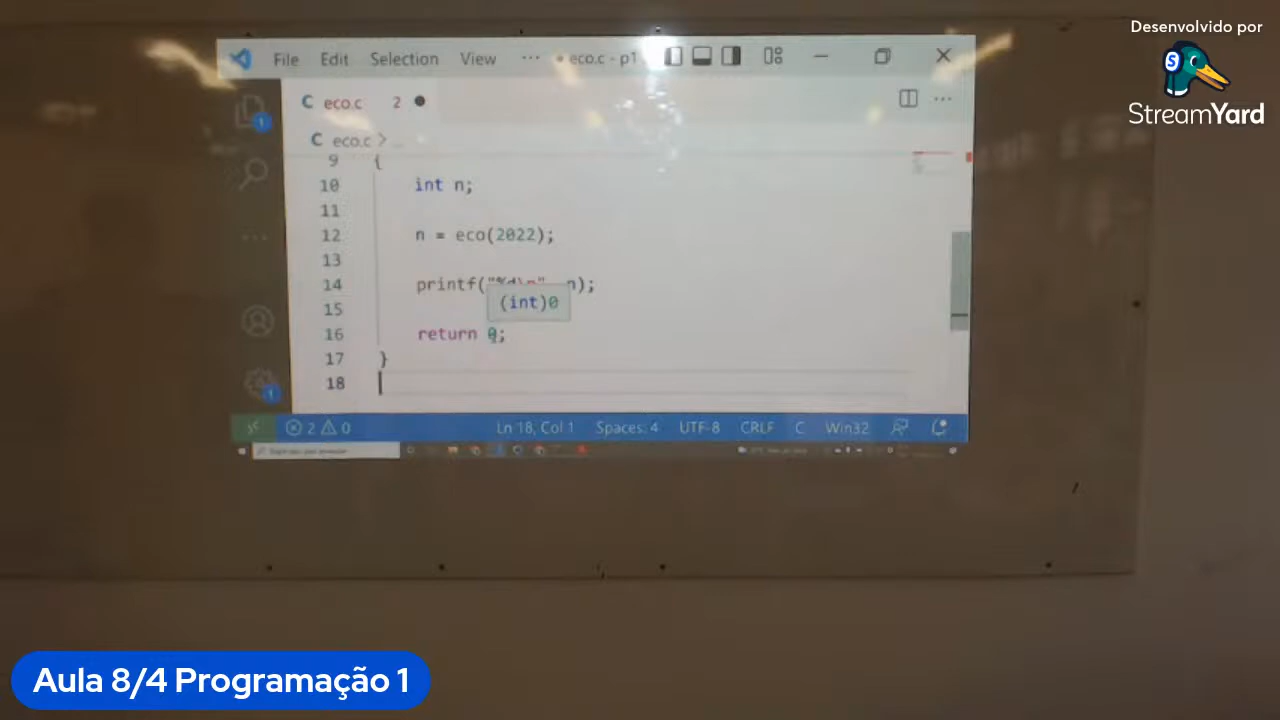 Desenvolvido por
StreamYard
File Edit Selection View ··· eco.c - p1
C eco.c 2
C eco.c > ...
9 {
10 int n;
11
12 n = eco(2022);
13
14 printf("%d\n", n);
(int)0
15
16 return 0;
17 }
18
1
1
2 0 Ln 18, Col 1 Spaces: 4 UTF-8 CRLF C Win32
Aula 8/4 Programação 1